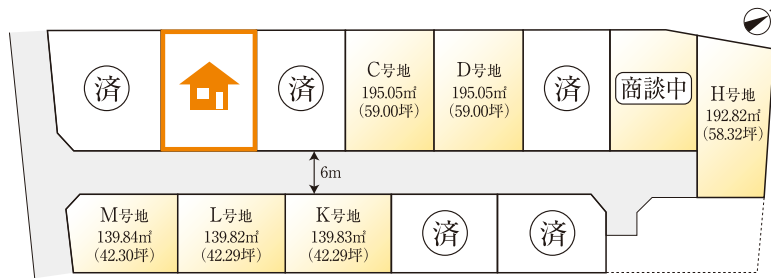 済
済
C号地
195.05㎡
(59.00坪)
D号地
195.05㎡
(59.00坪)
済
商談中
H号地
192.82㎡
(58.32坪)
6m
M号地
139.84㎡
(42.30坪)
L号地
139.82㎡
(42.29坪)
K号地
139.83㎡
(42.29坪)
済
済